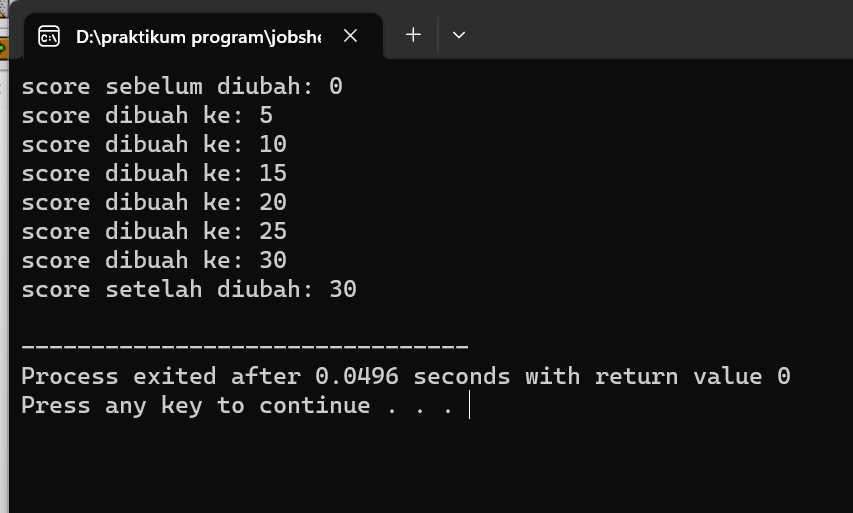 D:\praktikum program\jobshe
score sebelum diubah: 0
score dibuah ke: 5
score dibuah ke: 10
score dibuah ke: 15
score dibuah ke: 20
score dibuah ke: 25
score dibuah ke: 30
score setelah diubah: 30
--------------------------------
Process exited after 0.0496 seconds with return value 0
Press any key to continue . . .